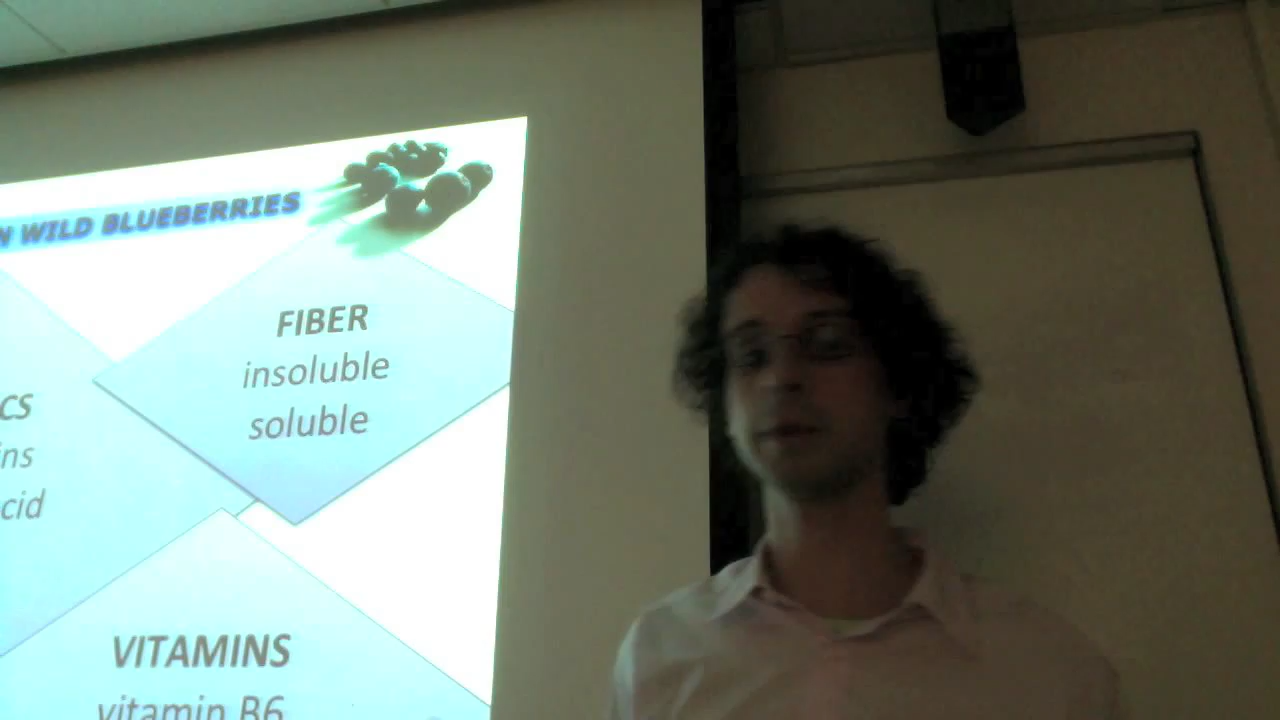 N WILD BLUEBERRIES
FIBER
insoluble
soluble
CS
ins
cid
VITAMINS
vitamin B6